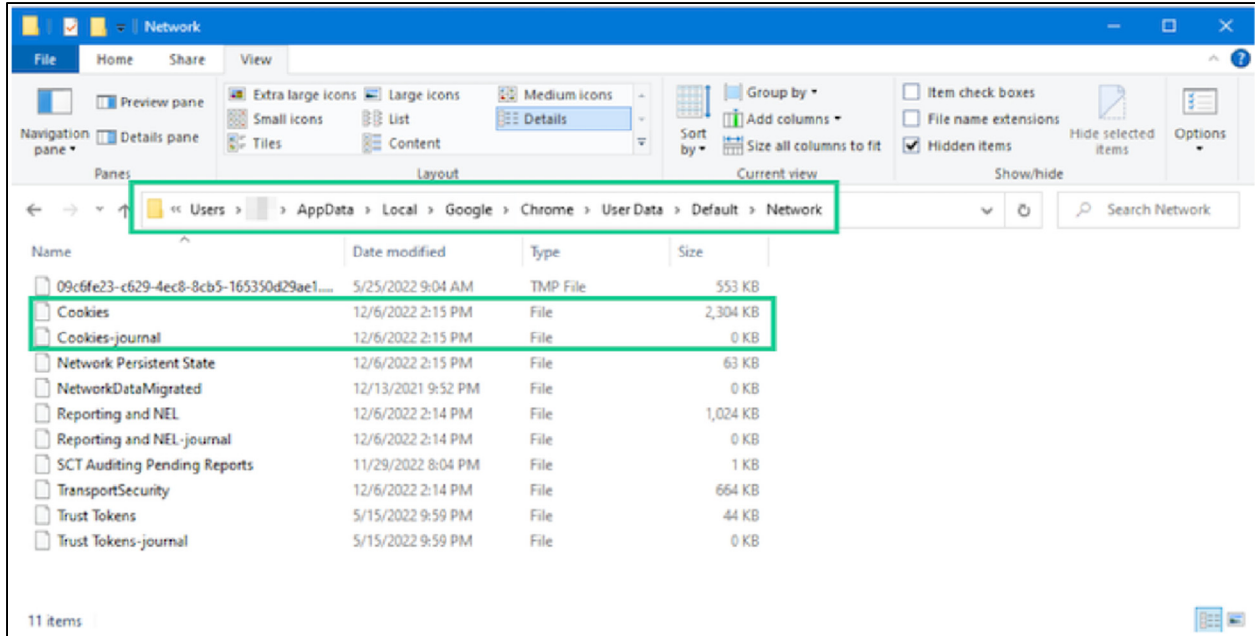 Network
File Home Share View
Navigation pane
Preview pane
Details pane
Panes
Extra large icons Large icons Medium icons
Small icons List Details
Tiles Content
Layout
Sort by
Group by
Add columns
Size all columns to fit
Current view
Item check boxes
File name extensions
Hidden items
Hide selected items
Show/hide
Options
« Users > > AppData > Local > Google > Chrome > User Data > Default > Network
Search Network
Name Date modified Type Size
09c6fe23-c629-4ec8-8cb5-165350d29ae1.... 5/25/2022 9:04 AM TMP File 553 KB
Cookies 12/6/2022 2:15 PM File 2,304 KB
Cookies-journal 12/6/2022 2:15 PM File 0 KB
Network Persistent State 12/6/2022 2:15 PM File 63 KB
NetworkDataMigrated 12/13/2021 9:52 PM File 0 KB
Reporting and NEL 12/6/2022 2:14 PM File 1,024 KB
Reporting and NEL-journal 12/6/2022 2:14 PM File 0 KB
SCT Auditing Pending Reports 11/29/2022 8:04 PM File 1 KB
TransportSecurity 12/6/2022 2:14 PM File 664 KB
Trust Tokens 5/15/2022 9:59 PM File 44 KB
Trust Tokens-journal 5/15/2022 9:59 PM File 0 KB
11 items